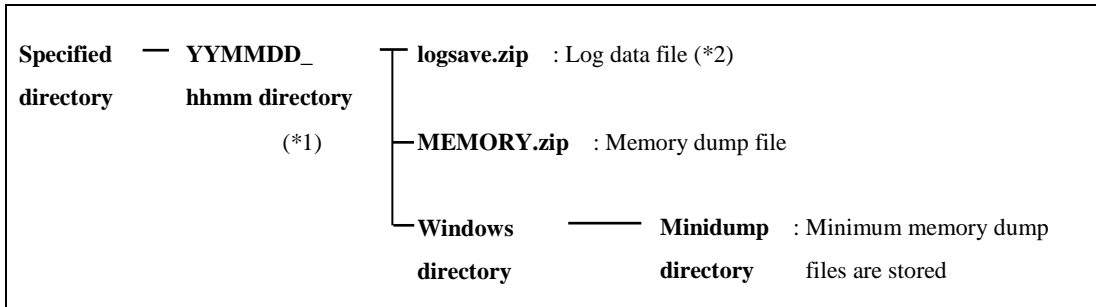 Specified YYMMDD_ logsave.zip : Log data file (*2)
directory hhmm directory
(*1) MEMORY.zip : Memory dump file
Windows Minidump : Minimum memory dump
directory directory files are stored